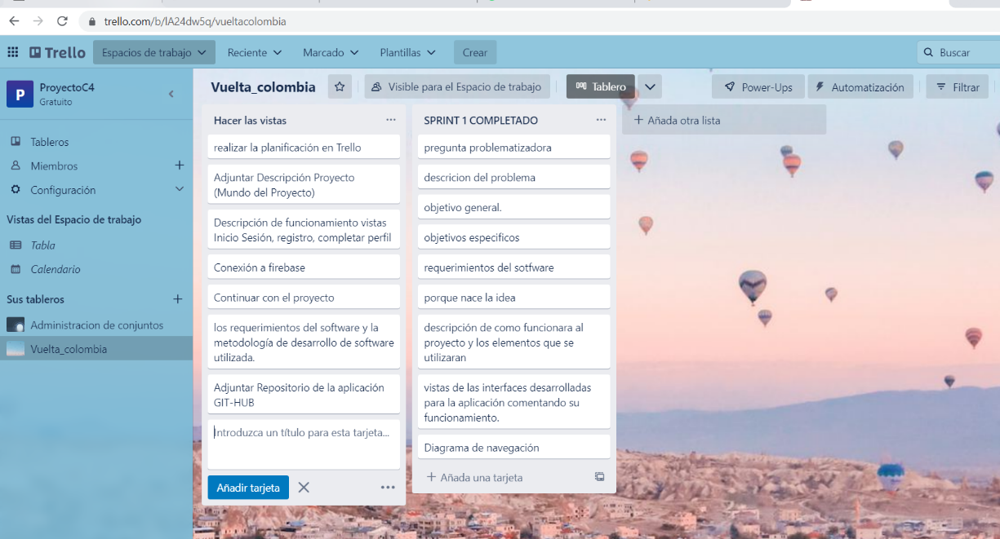 trello.com/b/lA24dw5q/vueltacolombia
Trello
Espacios de trabajo
Reciente
Marcado
Plantillas
Crear
Buscar
P
ProyectoC4
Gratuito
Tableros
Miembros
Configuración
Vistas del Espacio de trabajo
Tabla
Calendario
Sus tableros
Administracion de conjuntos
Vuelta_colombia
Vuelta_colombia
Visible para el Espacio de trabajo
Tablero
Power-Ups
Automatización
Filtrar
Hacer las vistas
realizar la planificación en Trello
Adjuntar Descripción Proyecto
(Mundo del Proyecto)
Descripción de funcionamiento vistas
Inicio Sesión, registro, completar perfil
Conexión a firebase
Continuar con el proyecto
los requerimientos del software y la
metodología de desarrollo de software
utilizada.
Adjuntar Repositorio de la aplicación
GIT-HUB
Introduzca un título para esta tarjeta...
Añadir tarjeta
SPRINT 1 COMPLETADO
pregunta problematizadora
descricion del problema
objetivo general.
objetivos especificos
requerimientos del sotfware
porque nace la idea
descripción de como funcionara al
proyecto y los elementos que se
utilizaran
vistas de las interfaces desarrolladas
para la aplicación comentando su
funcionamiento.
Diagrama de navegación
Añada una tarjeta
Añada otra lista